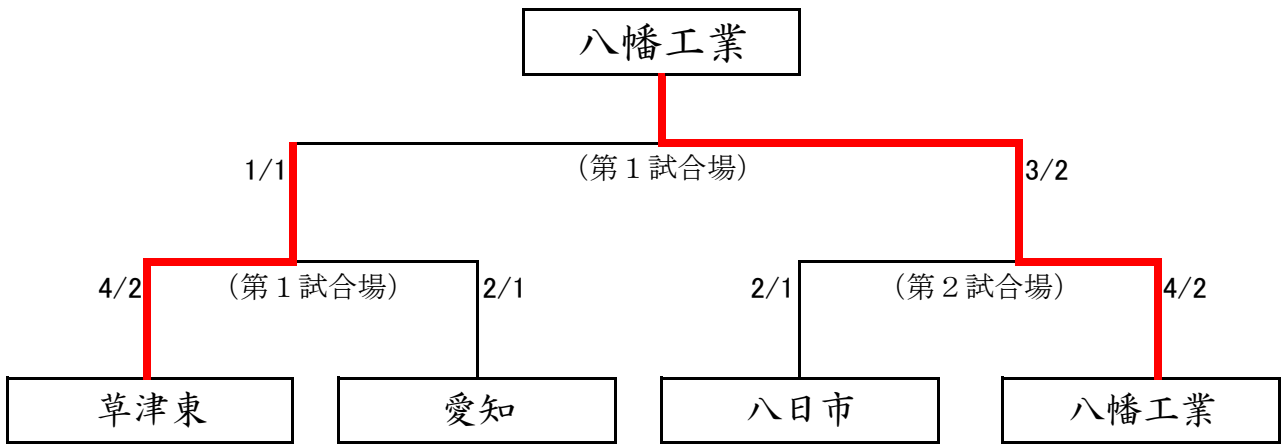 八幡工業
1/1
(第１試合場)
3/2
4/2
(第１試合場)
2/1
2/1
(第２試合場)
4/2
草津東
愛知
八日市
八幡工業